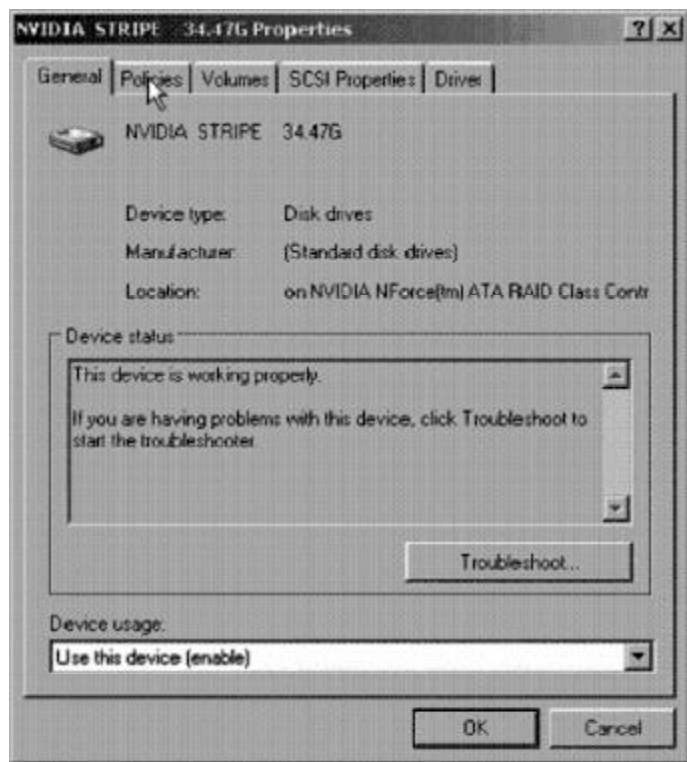 NVIDIA STRIPE 34.47G Properties
General Policies Volumes SCSI Properties Driver
NVIDIA STRIPE 34.47G
Device type: Disk drives
Manufacturer: (Standard disk drives)
Location: on NVIDIA NForce(tm) ATA RAID Class Contr
Device status
This device is working properly.
If you are having problems with this device, click Troubleshoot to
start the troubleshooter.
Troubleshoot...
Device usage:
Use this device (enable)
OK Cancel